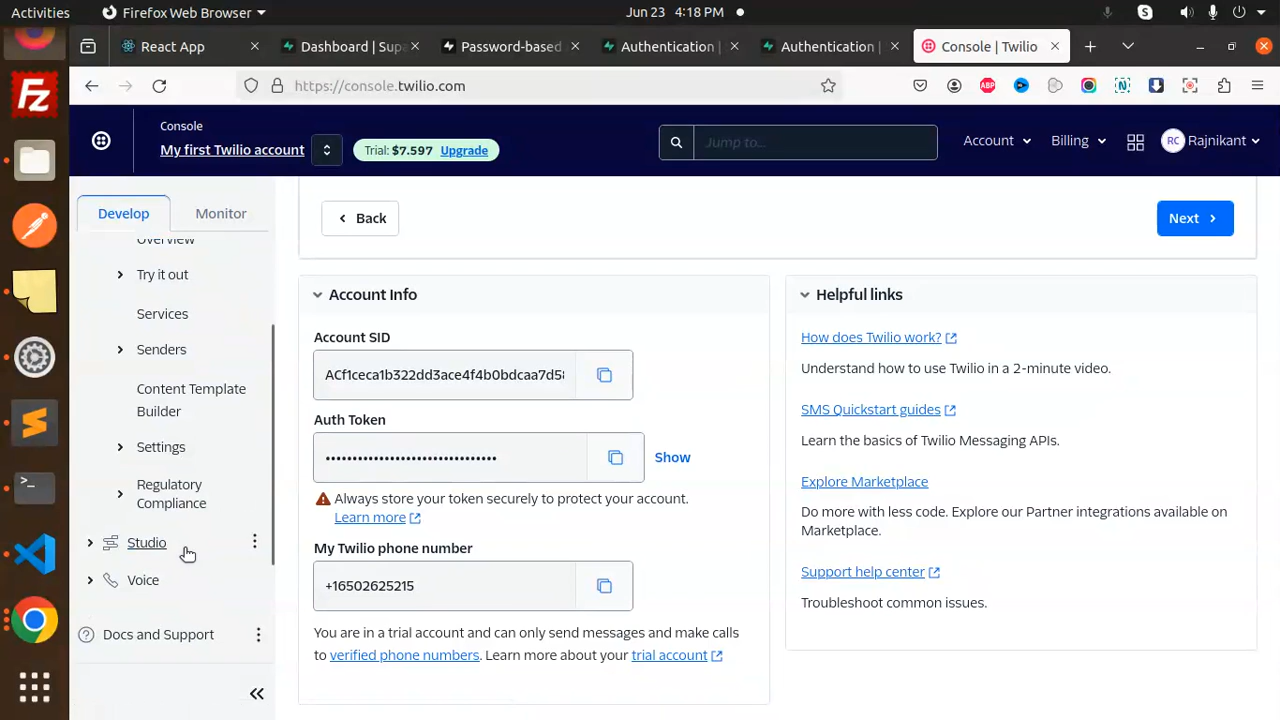 Activities
Firefox Web Browser
Jun 23 4:18 PM
React App
Dashboard | Supa
Password-based
Authentication |
Authentication |
Console | Twilio
https://console.twilio.com
Console
My first Twilio account
Trial: $7.597 Upgrade
Jump to...
Account
Billing
RC Rajnikant
Develop
Monitor
Overview
Try it out
Services
Senders
Content Template
Builder
Settings
Regulatory
Compliance
Studio
Voice
Docs and Support
Back
Next
Account Info
Account SID
ACf1ceca1b322dd3ace4f4b0bdcaa7d58
Auth Token
••••••••••••••••••••••••••••••••
Show
Always store your token securely to protect your account.
Learn more
My Twilio phone number
+16502625215
You are in a trial account and can only send messages and make calls
to verified phone numbers. Learn more about your trial account
Helpful links
How does Twilio work?
Understand how to use Twilio in a 2-minute video.
SMS Quickstart guides
Learn the basics of Twilio Messaging APIs.
Explore Marketplace
Do more with less code. Explore our Partner integrations available on
Marketplace.
Support help center
Troubleshoot common issues.